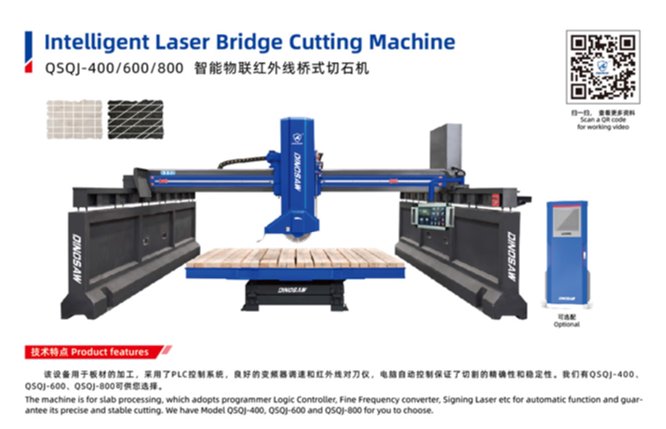 Intelligent Laser Bridge Cutting Machine
QSQJ-400/600/800 智能物联红外线桥式切石机
扫一扫，查看更多资料
Scan a QR code
for working video
DINOSAW
DINOSAW
DINOSAW
DINOSAW
DINOSAW
可选配
Optional
技术特点 Product features
该设备用于板材的加工，采用了PLC控制系统，良好的变频器调速和红外线对刀仪，电脑自动控制保证了切割的精确性和稳定性。我们有QSQJ-400、
QSQJ-600、QSQJ-800可供您选择。
The machine is for slab processing, which adopts programmer Logic Controller, Fine Frequency converter, Signing Laser etc for automatic function and guar-
antee its precise and stable cutting. We have Model QSQJ-400, QSQJ-600 and QSQJ-800 for you to choose.